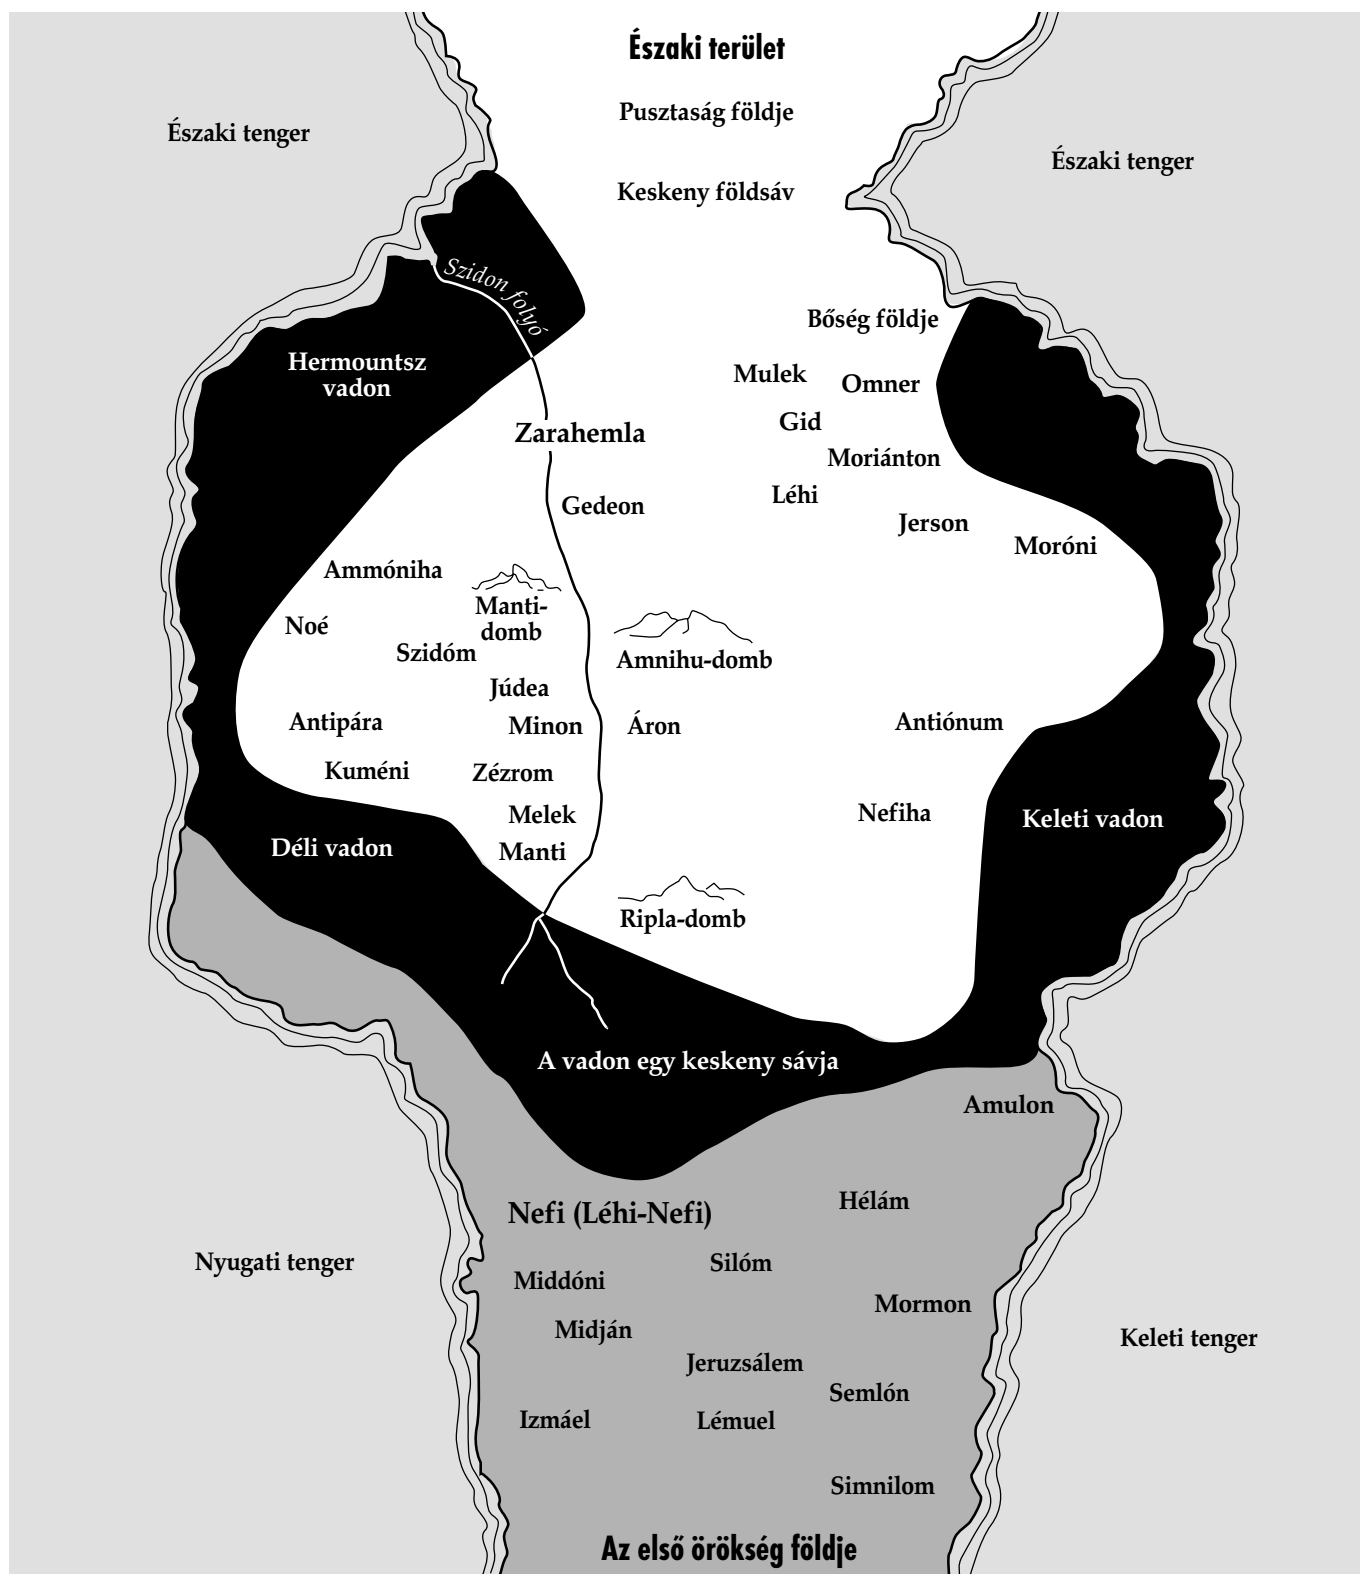 Északi terület
Pusztaság földje
Északi tenger
Északi tenger
Keskeny földsáv
Szidon folyó
Bőség földje
Hermountsz
vadon
Mulek
Omner
Gid
Zarahemla
Moriánton
Léhi
Gedeon
Jerson
Moróni
Ammóniha
Manti-
domb
Noé
Szidóm
Amnihu-domb
Júdea
Antipára
Minon
Áron
Antiónum
Kuméni
Zézrom
Melek
Nefiha
Keleti vadon
Déli vadon
Manti
Ripla-domb
A vadon egy keskeny sávja
Amulon
Hélám
Nefi (Léhi-Nefi)
Nyugati tenger
Silóm
Middóni
Mormon
Midján
Keleti tenger
Jeruzsálem
Semlón
Izmáel
Lémuel
Simnilom
Az első örökség földje